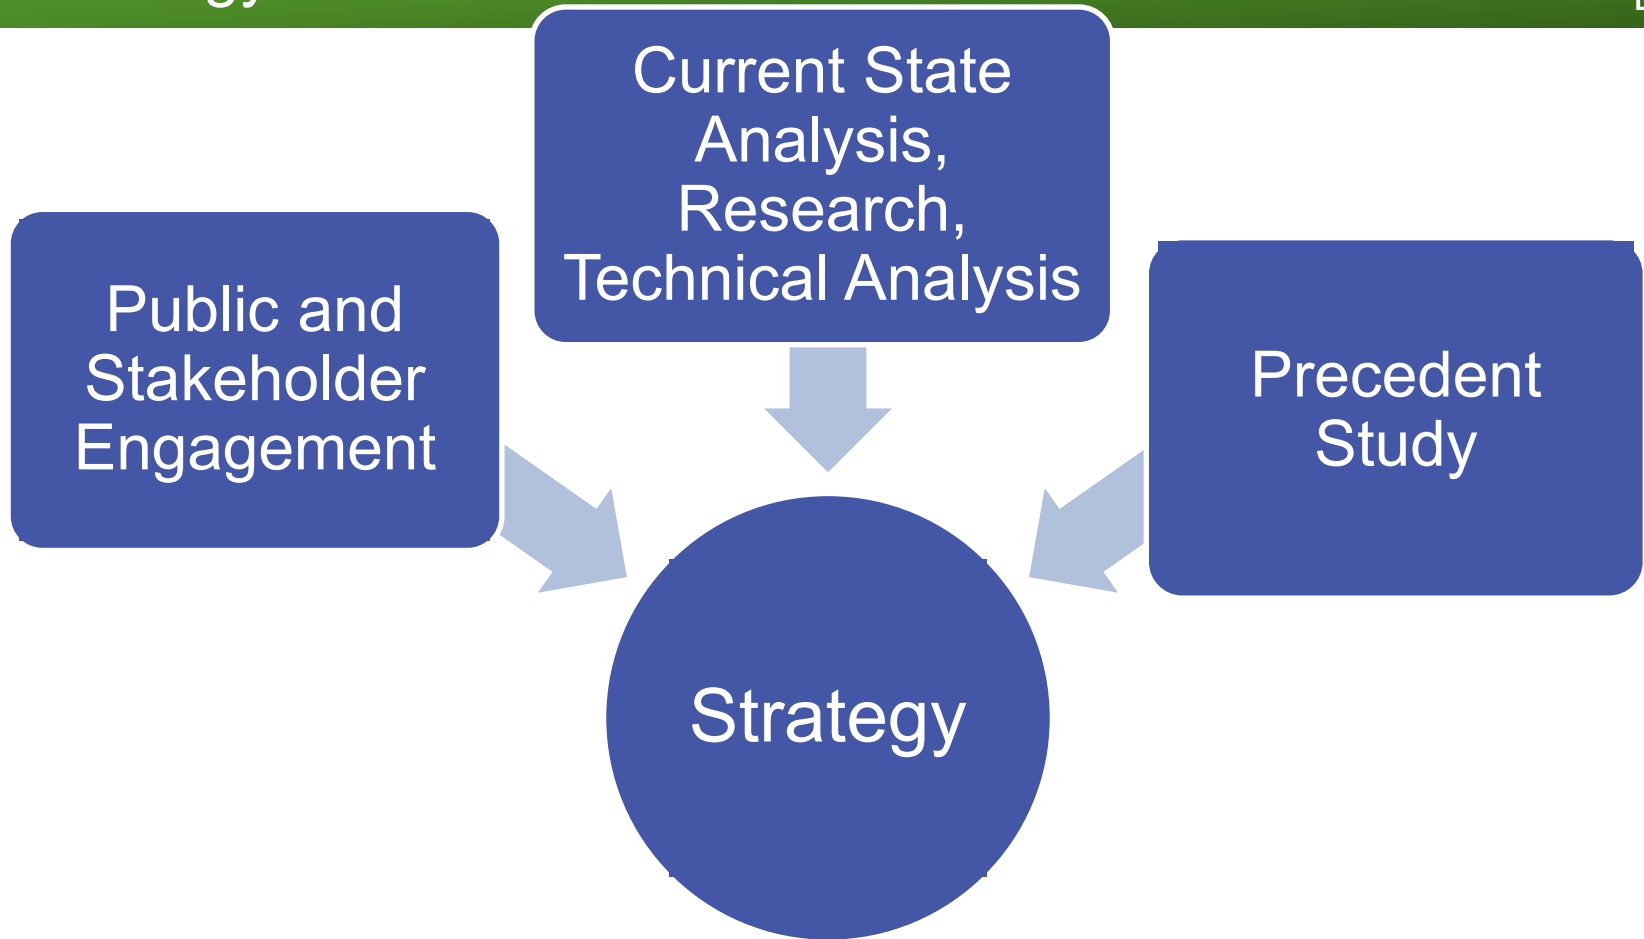 Current State
Analysis,
Research,
Technical Analysis
Public and
Stakeholder
Engagement
Precedent
Study
Strategy